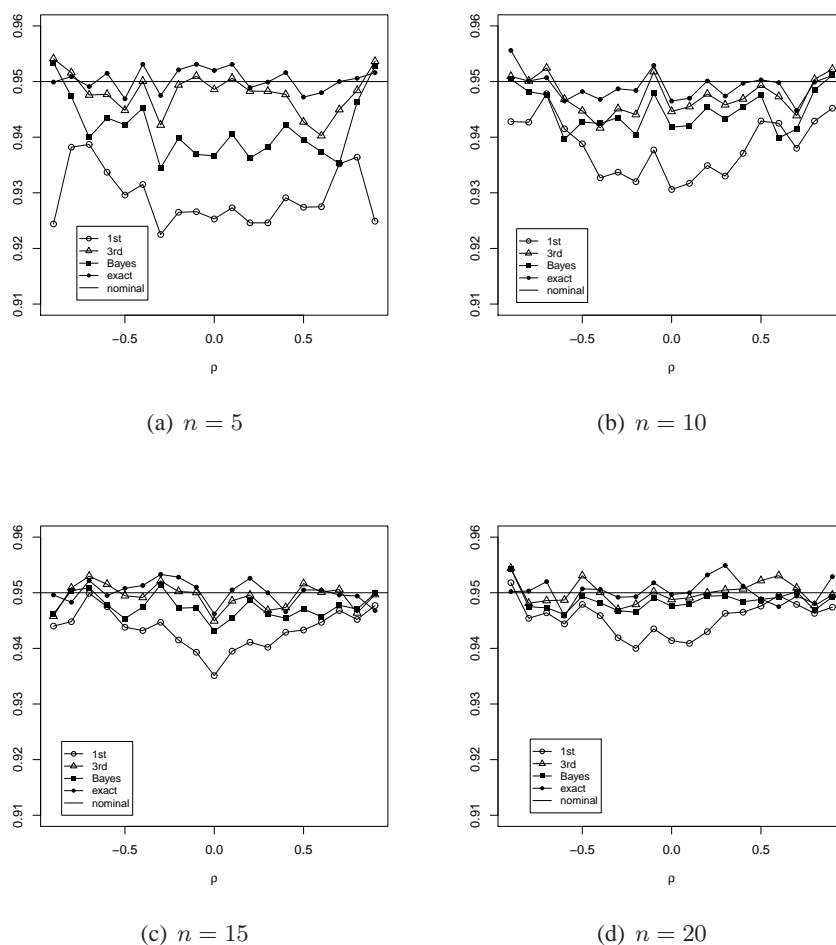 0.96
0.95
0.94
0.93
0.92
0.91
1st
3rd
Bayes
exact
nominal
−0.5 0.0 0.5
ρ
(a) n = 5
0.96
0.95
0.94
0.93
0.92
0.91
1st
3rd
Bayes
exact
nominal
−0.5 0.0 0.5
ρ
(b) n = 10
0.96
0.95
0.94
0.93
0.92
0.91
1st
3rd
Bayes
exact
nominal
−0.5 0.0 0.5
ρ
(c) n = 15
0.96
0.95
0.94
0.93
0.92
0.91
1st
3rd
Bayes
exact
nominal
−0.5 0.0 0.5
ρ
(d) n = 20